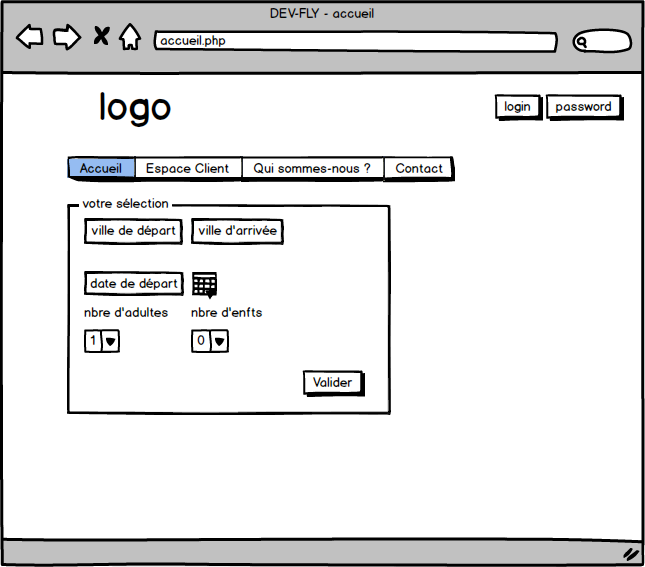 DEV-FLY - accueil
accueil.php
logo
login password
Accueil Espace Client Qui sommes-nous ? Contact
votre sélection
ville de départ ville d'arrivée
date de départ
nbre d'adultes nbre d'enfts
1 0
Valider